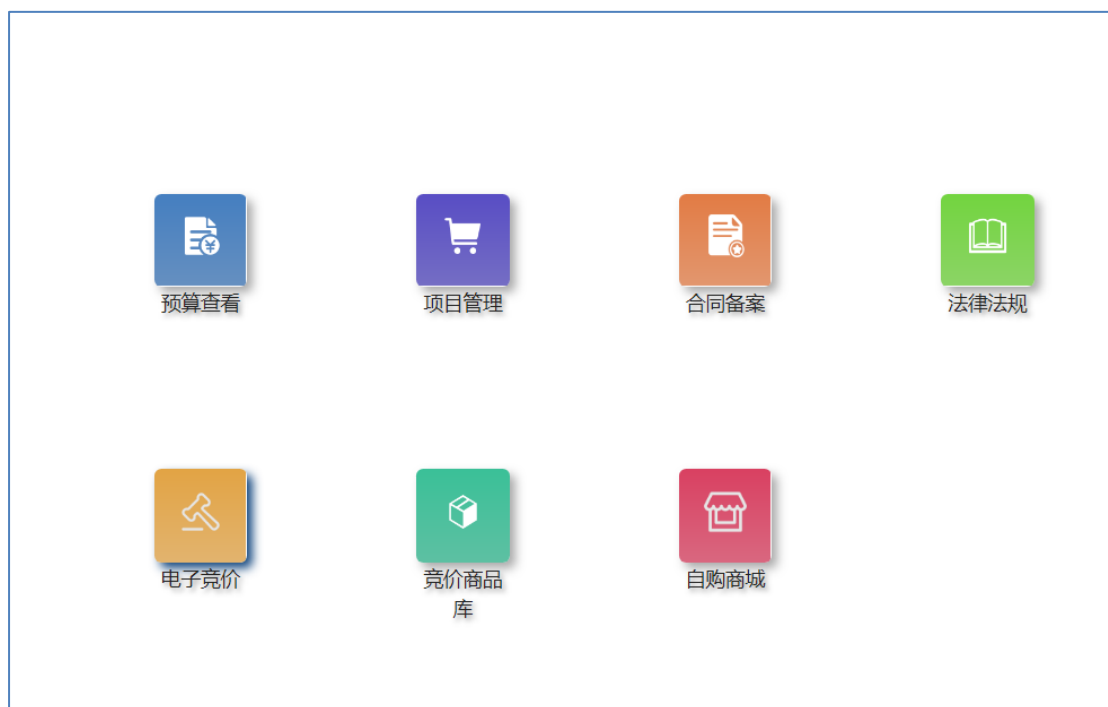 预算查看
项目管理
合同备案
法律法规
电子竞价
竞价商品
库
自购商城